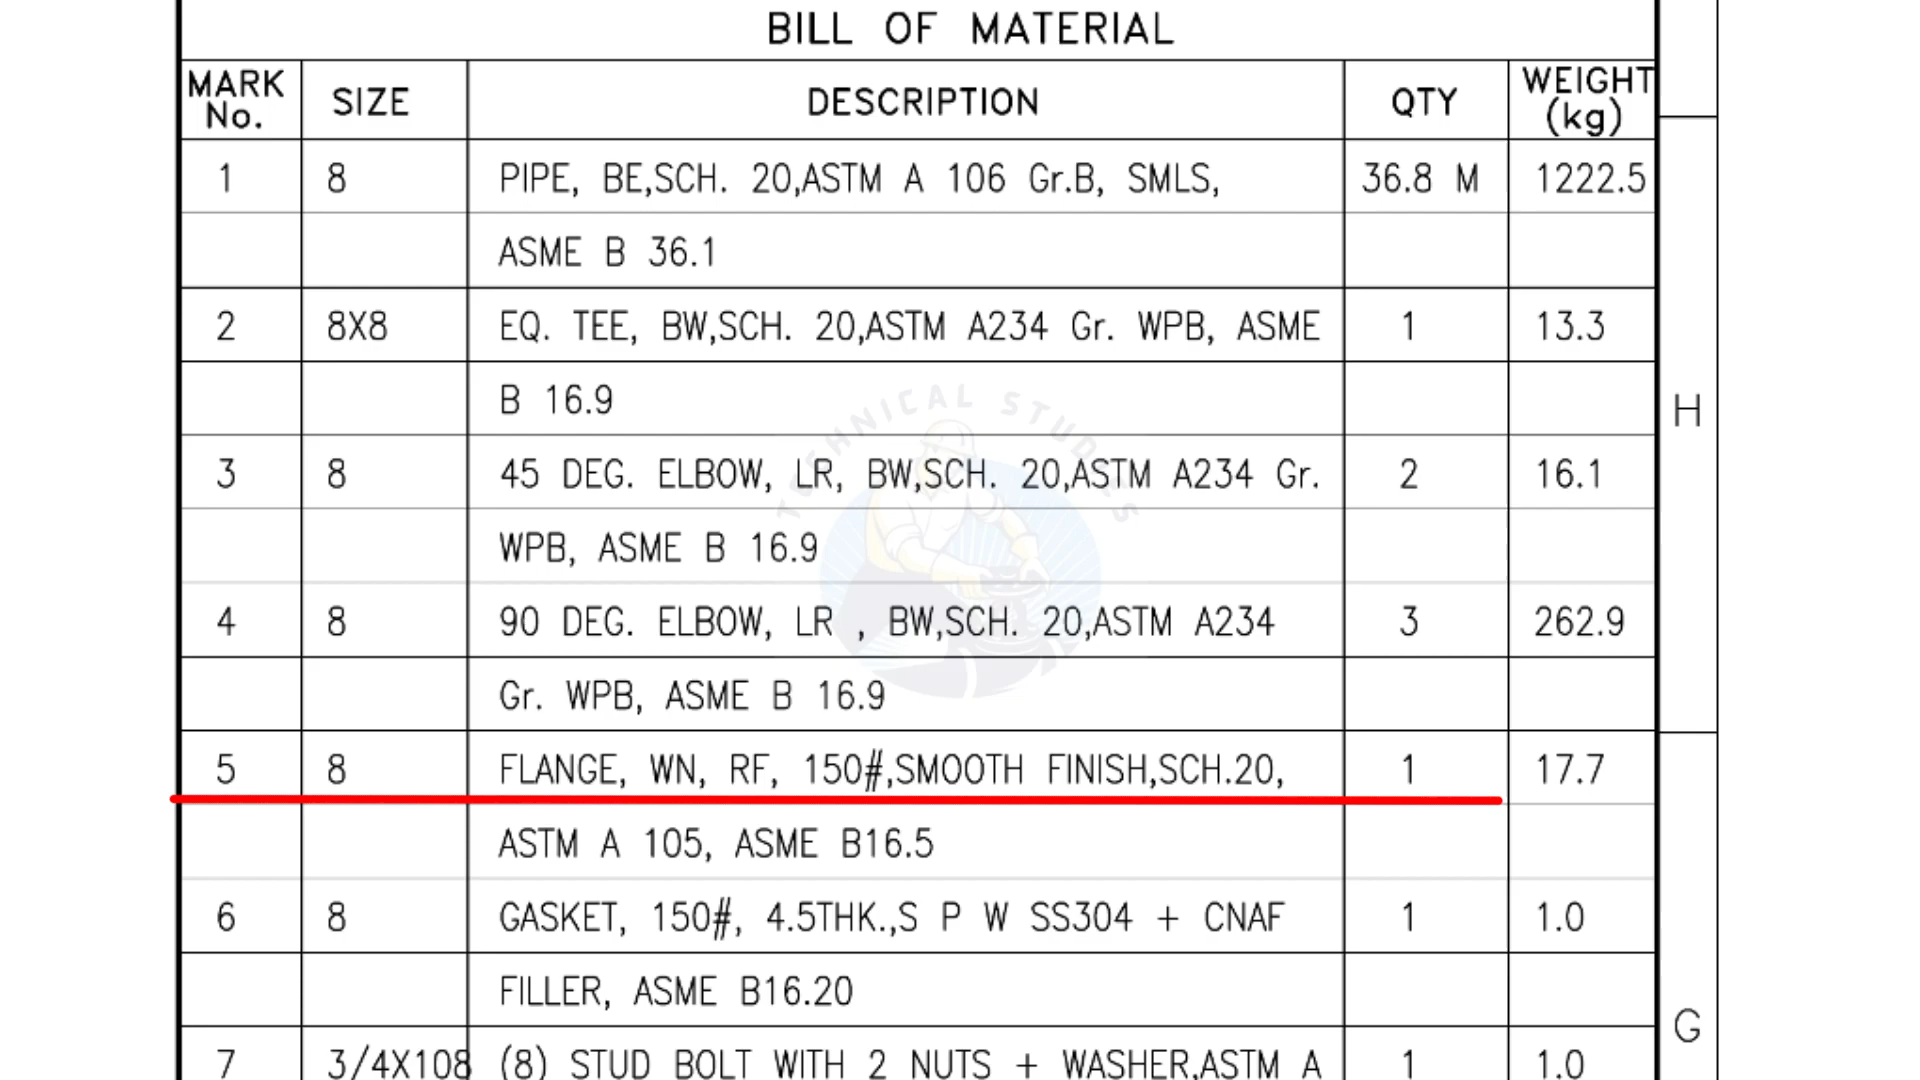 BILL OF MATERIAL
MARK No. SIZE DESCRIPTION QTY WEIGHT (kg)
1 8 PIPE, BE,SCH. 20,ASTM A 106 Gr.B, SMLS, 36.8 M 1222.5
ASME B 36.1
2 8X8 EQ. TEE, BW,SCH. 20,ASTM A234 Gr. WPB, ASME 1 13.3
B 16.9
TECHNICAL STUDIES
H
3 8 45 DEG. ELBOW, LR, BW,SCH. 20,ASTM A234 Gr. 2 16.1
WPB, ASME B 16.9
4 8 90 DEG. ELBOW, LR , BW,SCH. 20,ASTM A234 3 262.9
Gr. WPB, ASME B 16.9
5 8 FLANGE, WN, RF, 150#,SMOOTH FINISH,SCH.20, 1 17.7
ASTM A 105, ASME B16.5
6 8 GASKET, 150#, 4.5THK.,S P W SS304 + CNAF 1 1.0
FILLER, ASME B16.20
G
7 3/4X108 (8) STUD BOLT WITH 2 NUTS + WASHER,ASTM A 1 1.0